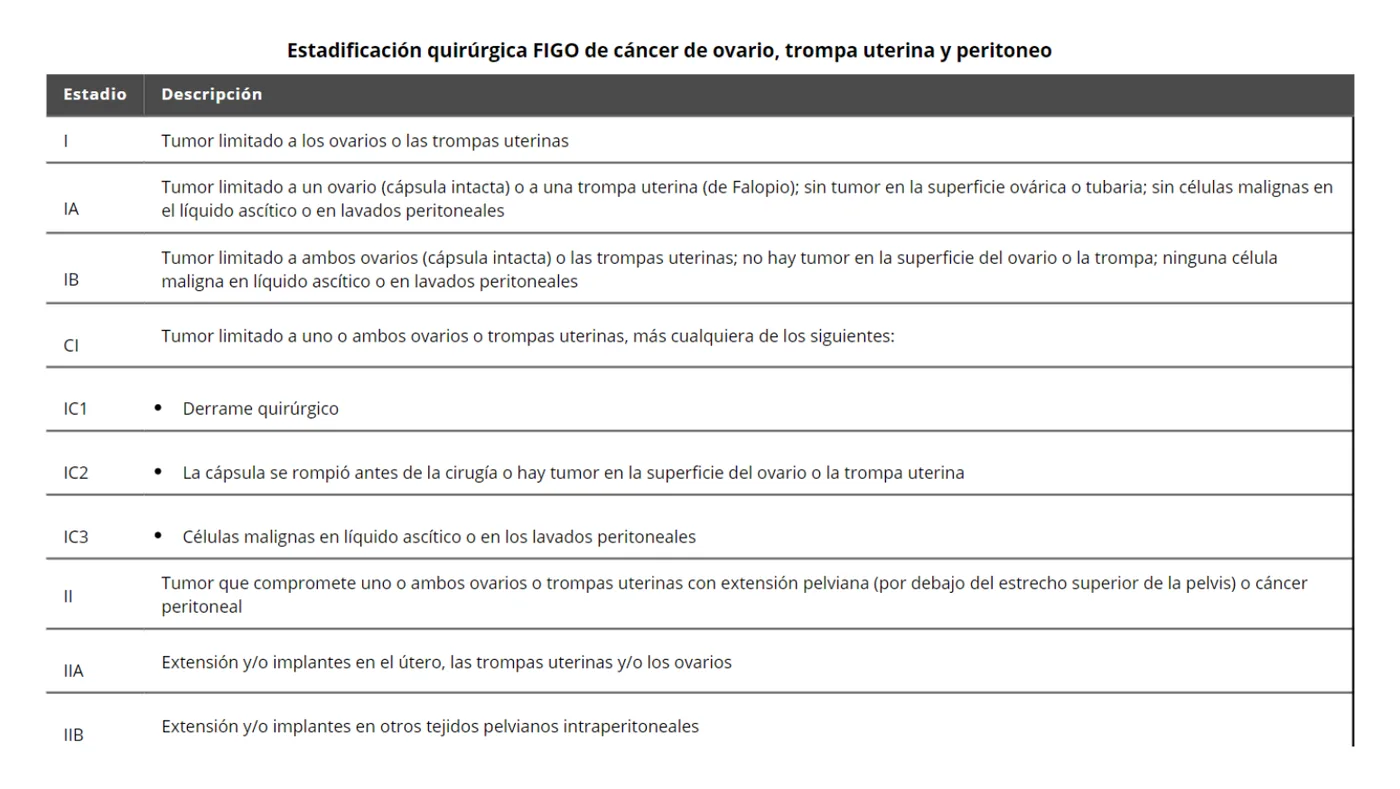 Estadificación quirúrgica FIGO de cáncer de ovario, trompa uterina y peritoneo
Estadio Descripción
I Tumor limitado a los ovarios o las trompas uterinas
Tumor limitado a un ovario (cápsula intacta) o a una trompa uterina (de Falopio); sin tumor en la superficie ovárica o tubaria; sin células malignas en
IA el líquido ascítico o en lavados peritoneales
Tumor limitado a ambos ovarios (cápsula intacta) o las trompas uterinas; no hay tumor en la superficie del ovario o la trompa; ninguna célula
IB maligna en líquido ascítico o en lavados peritoneales
CI Tumor limitado a uno o ambos ovarios o trompas uterinas, más cualquiera de los siguientes:
IC1 • Derrame quirúrgico
IC2 • La cápsula se rompió antes de la cirugía o hay tumor en la superficie del ovario o la trompa uterina
IC3 • Células malignas en líquido ascítico o en los lavados peritoneales
II Tumor que compromete uno o ambos ovarios o trompas uterinas con extensión pelviana (por debajo del estrecho superior de la pelvis) o cáncer
peritoneal
IIA Extensión y/o implantes en el útero, las trompas uterinas y/o los ovarios
IIB Extensión y/o implantes en otros tejidos pelvianos intraperitoneales